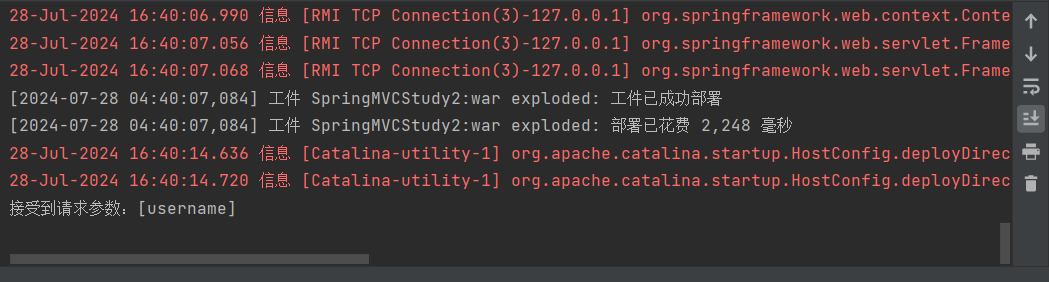 28-Jul-2024 16:40:06.990 信息 [RMI TCP Connection(3)-127.0.0.1] org.springframework.web.context.Conte
28-Jul-2024 16:40:07.056 信息 [RMI TCP Connection(3)-127.0.0.1] org.springframework.web.servlet.Frame
28-Jul-2024 16:40:07.068 信息 [RMI TCP Connection(3)-127.0.0.1] org.springframework.web.servlet.Frame
[2024-07-28 04:40:07,084] 工件 SpringMVCStudy2:war exploded: 工件已成功部署
[2024-07-28 04:40:07,084] 工件 SpringMVCStudy2:war exploded: 部署已花费 2,248 毫秒
28-Jul-2024 16:40:14.636 信息 [Catalina-utility-1] org.apache.catalina.startup.HostConfig.deployDirec
28-Jul-2024 16:40:14.720 信息 [Catalina-utility-1] org.apache.catalina.startup.HostConfig.deployDirec
接受到请求参数：[username]